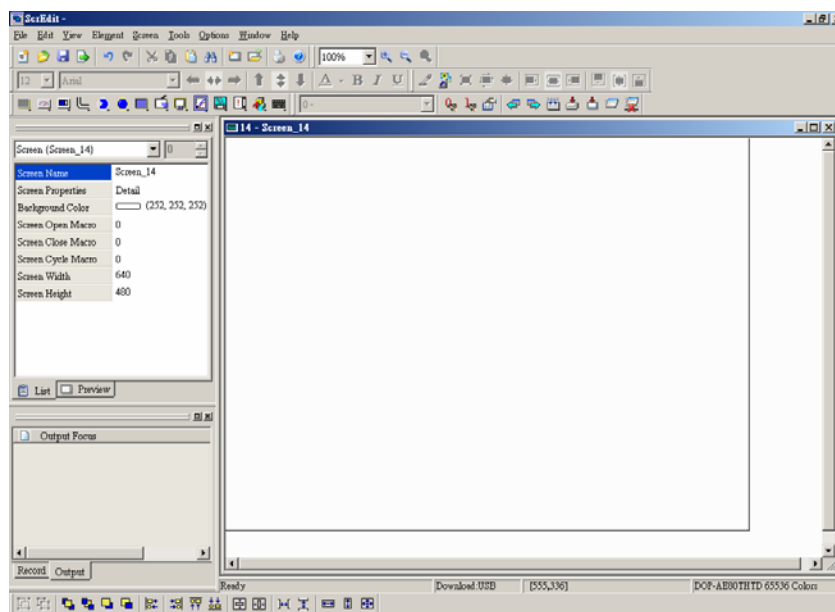 ScrEdit -
File Edit View Element Screen Tools Options Window Help
100%
12 Arial A B I U
0 -
14 - Screen_14
Screen (Screen_14) 0
Screen Name Screen_14
Screen Properties Detail
Background Color (252, 252, 252)
Screen Open Macro 0
Screen Close Macro 0
Screen Cycle Macro 0
Screen Width 640
Screen Height 480
List Preview
Output Focus
Record Output
Ready Download:USB [555,336] DOP-AE80THTD 65536 Colors